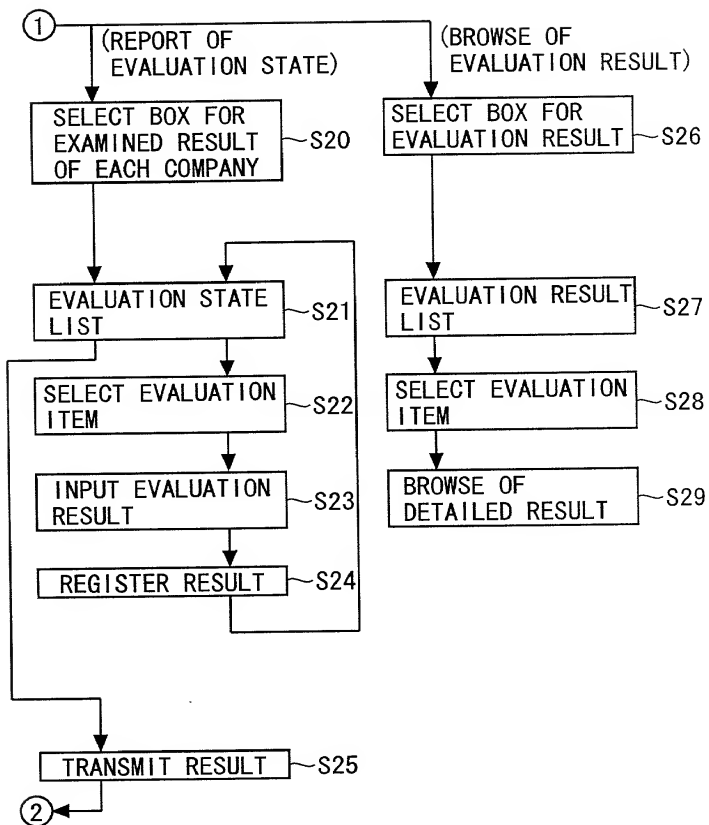 1
(REPORT OF
EVALUATION STATE)
(BROWSE OF
EVALUATION RESULT)
SELECT BOX FOR
EXAMINED RESULT
OF EACH COMPANY
S20
SELECT BOX FOR
EVALUATION RESULT
S26
EVALUATION STATE
LIST
S21
EVALUATION RESULT
LIST
S27
SELECT EVALUATION
ITEM
S22
SELECT EVALUATION
ITEM
S28
INPUT EVALUATION
RESULT
S23
BROWSE OF
DETAILED RESULT
S29
REGISTER RESULT
S24
TRANSMIT RESULT
S25
2